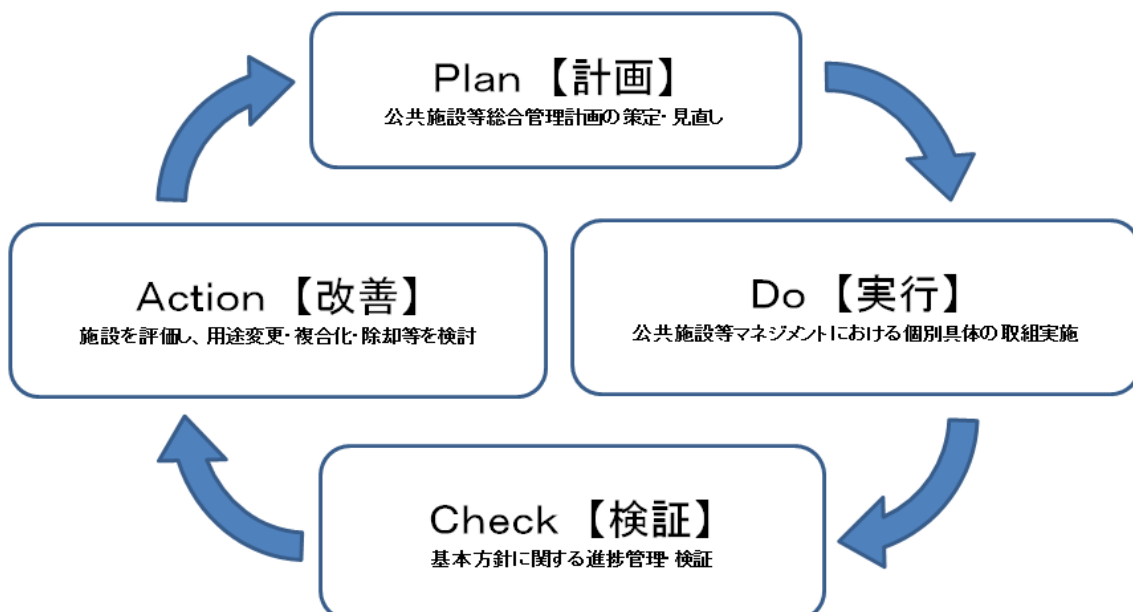 Plan 【計画】
公共施設等総合管理計画の策定・見直し
Do 【実行】
公共施設等マネジメントにおける個別具体の取組実施
Check 【検証】
基本方針に関する進捗管理・検証
Action 【改善】
施設を評価し、用途変更・複合化・除却等を検討